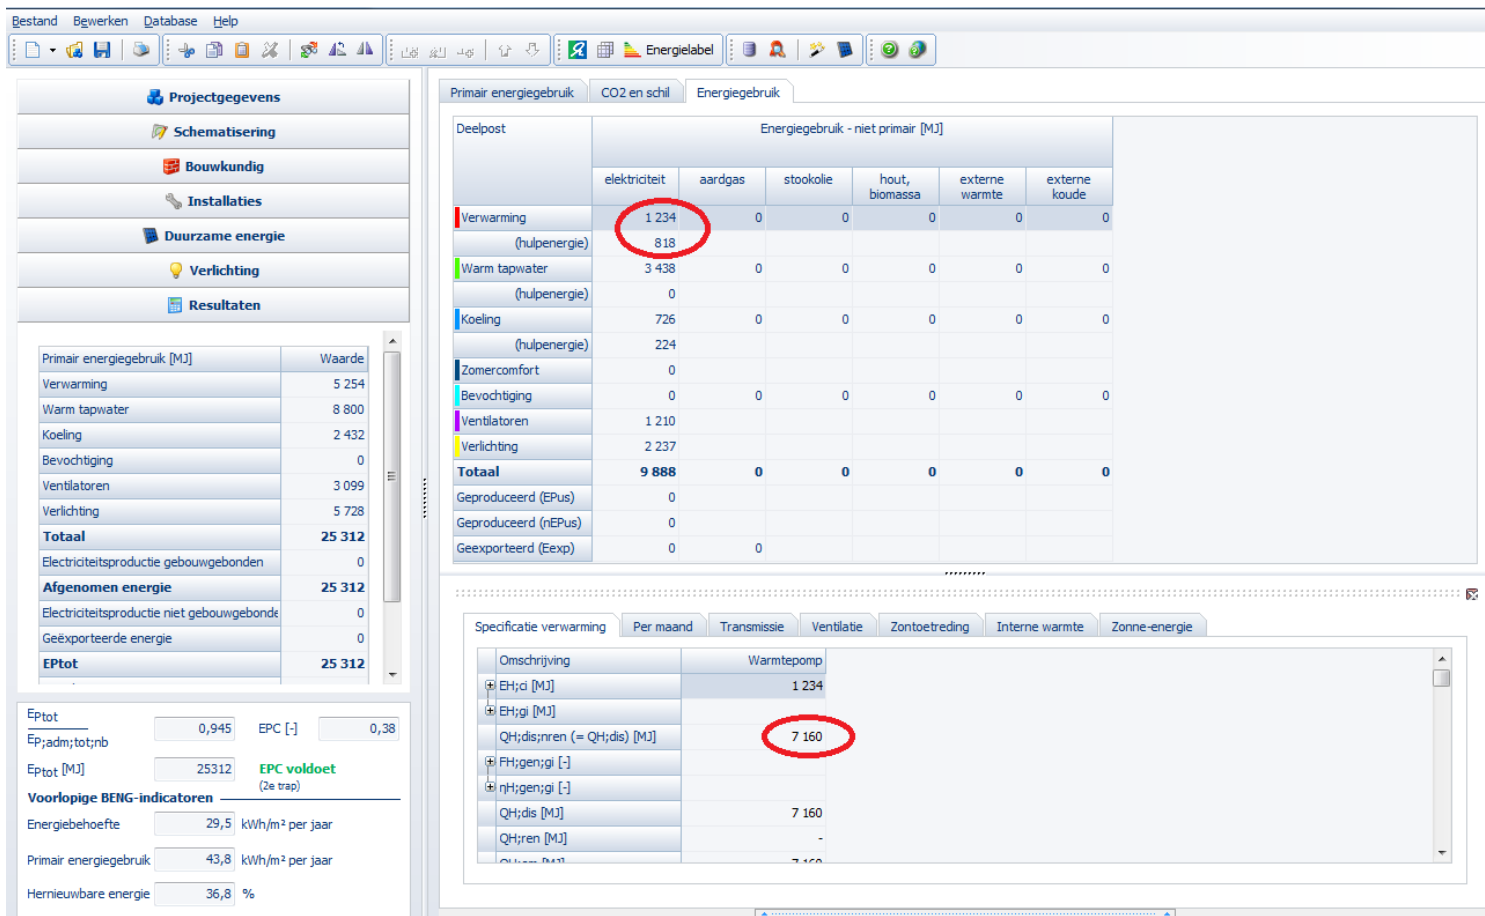 Bestand Bewerken Database Help
Energielabel
Projectgegevens
Schematisering
Bouwkundig
Installaties
Duurzame energie
Verlichting
Resultaten
Primair energiegebruik [MJ] Waarde
Verwarming 5 254
Warm tapwater 8 800
Koeling 2 432
Bevochtiging 0
Ventilatoren 3 099
Verlichting 5 728
Totaal 25 312
Electriciteitsproductie gebouwgebonden 0
Afgenomen energie 25 312
Electriciteitsproductie niet gebouwgebonde 0
Geëxporteerde energie 0
EPtot 25 312
EPtot
EP;adm;tot;nb
0,945 EPC [-] 0,38
EPtot [MJ] 25312 EPC voldoet
(2e trap)
Voorlopige BENG-indicatoren
Energiebehoefte 29,5 kWh/m² per jaar
Primair energiegebruik 43,8 kWh/m² per jaar
Hernieuwbare energie 36,8 %
Primair energiegebruik CO2 en schil Energiegebruik
Deelpost Energiegebruik - niet primair [MJ]
elektriciteit aardgas stookolie hout, biomassa externe warmte externe koude
Verwarming 1 234 0 0 0 0 0
(hulpenergie) 818
Warm tapwater 3 438 0 0 0 0 0
(hulpenergie) 0
Koeling 726 0 0 0 0 0
(hulpenergie) 224
Zomercomfort 0
Bevochtiging 0 0 0 0 0 0
Ventilatoren 1 210
Verlichting 2 237
Totaal 9 888 0 0 0 0 0
Geproduceerd (EPus) 0
Geproduceerd (nEPus) 0
Geexporteerd (Eexp) 0 0
Specificatie verwarming Per maand Transmissie Ventilatie Zontoetreding Interne warmte Zonne-energie
Omschrijving Warmtepomp
EH;ci [MJ] 1 234
EH;gi [MJ]
QH;dis;nren (= QH;dis) [MJ] 7 160
FH;gen;gi [-]
ηH;gen;gi [-]
QH;dis [MJ] 7 160
QH;ren [MJ] -